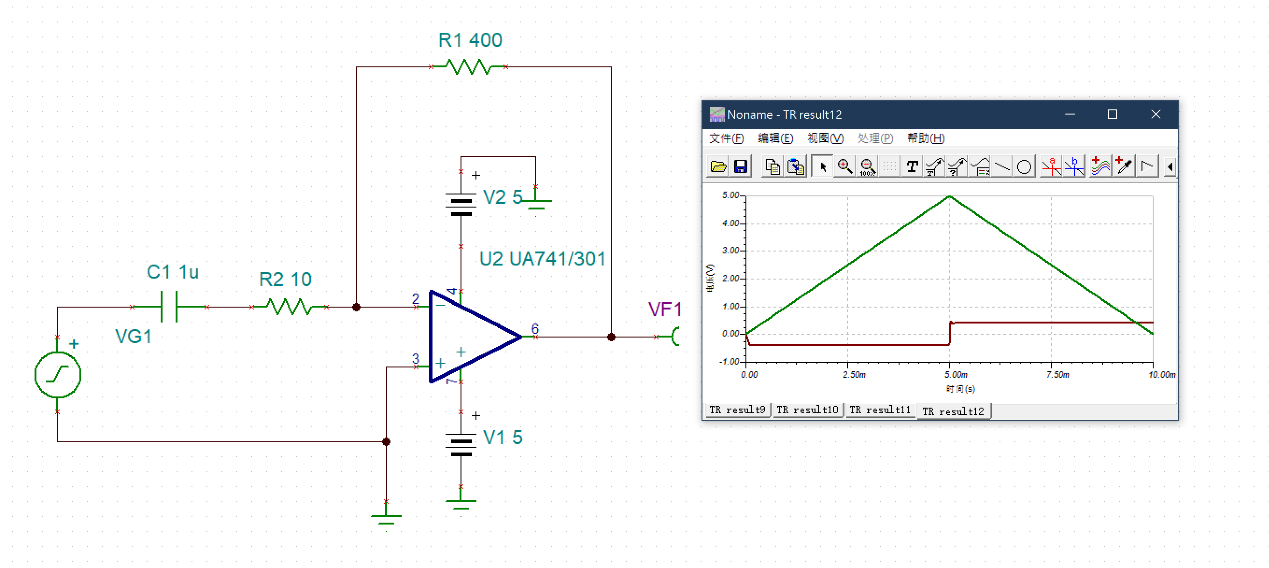 R1 400
+
V2 5
4
U2 UA741/301
C1 1u
R2 10
2
VG1
+
3
+
6
VF1
7
+
V1 5
Noname - TR result12
文件(F) 编辑(E) 视图(V) 处理(P) 帮助(H)
T
100%
a
b
5.00
4.00
3.00
2.00
1.00
0.00
-1.00
电压(V)
0.00 2.50m 5.00m 7.50m 10.00m
时间(s)
TR result9 TR result10 TR result11 TR result12